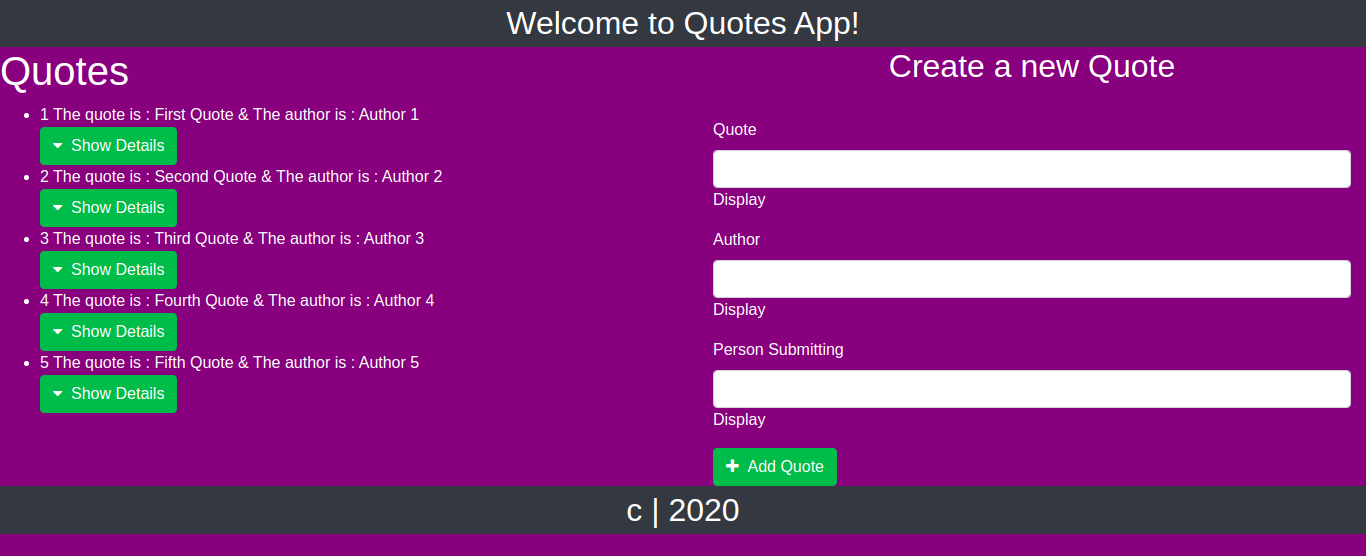 Welcome to Quotes App!
Quotes
1 The quote is : First Quote & The author is : Author 1
Show Details
2 The quote is : Second Quote & The author is : Author 2
Show Details
3 The quote is : Third Quote & The author is : Author 3
Show Details
4 The quote is : Fourth Quote & The author is : Author 4
Show Details
5 The quote is : Fifth Quote & The author is : Author 5
Show Details
Create a new Quote
Quote
Display
Author
Display
Person Submitting
Display
Add Quote
c | 2020